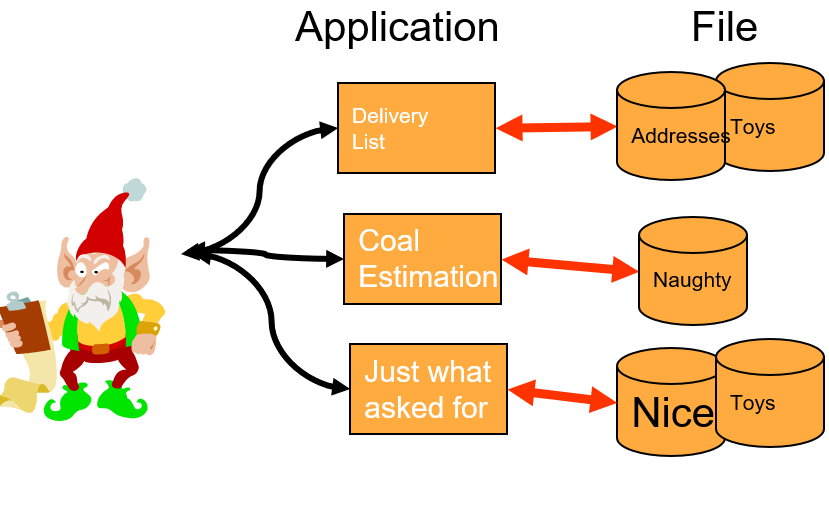 Application
File
Delivery
List
Addresses
Toys
Coal
Estimation
Naughty
Just what
asked for
Nice
Toys